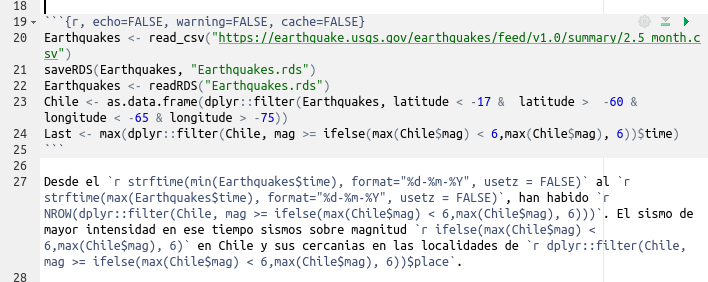 18
19 ```{r, echo=FALSE, warning=FALSE, cache=FALSE}
20 Earthquakes <- read_csv("https://earthquake.usgs.gov/earthquakes/feed/v1.0/summary/2.5_month.c
sv")
21 saveRDS(Earthquakes, "Earthquakes.rds")
22 Earthquakes <- readRDS("Earthquakes.rds")
23 Chile <- as.data.frame(dplyr::filter(Earthquakes, latitude < -17 &  latitude >  -60 &
longitude < -65 & longitude > -75))
24 Last <- max(dplyr::filter(Chile, mag >= ifelse(max(Chile$mag) < 6,max(Chile$mag), 6))$time)
25 ```
26
27 Desde el `r strftime(min(Earthquakes$time), format="%d-%m-%Y", usetz = FALSE)` al `r
strftime(max(Earthquakes$time), format="%d-%m-%Y", usetz = FALSE)`, han habido `r
NROW(dplyr::filter(Chile, mag >= ifelse(max(Chile$mag) < 6,max(Chile$mag), 6)))`. El sismo de
mayor intensidad en ese tiempo sismos sobre magnitud `r ifelse(max(Chile$mag) <
6,max(Chile$mag), 6)` en Chile y sus cercanias en las localidades de `r dplyr::filter(Chile,
mag >= ifelse(max(Chile$mag) < 6,max(Chile$mag), 6))$place`.
28